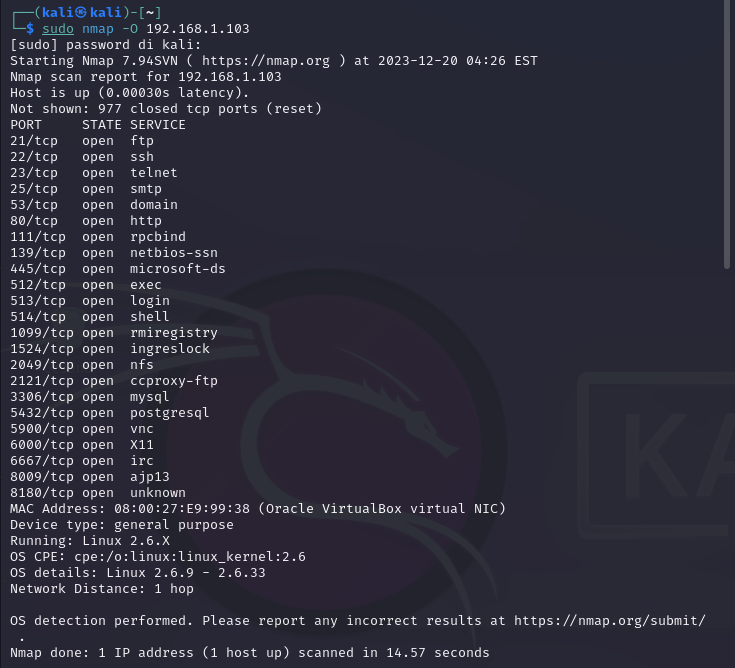 ┌──(kali㉿kali)-[~]
└─$ sudo nmap -O 192.168.1.103
[sudo] password di kali:
Starting Nmap 7.94SVN ( https://nmap.org ) at 2023-12-20 04:26 EST
Nmap scan report for 192.168.1.103
Host is up (0.00030s latency).
Not shown: 977 closed tcp ports (reset)
PORT     STATE SERVICE
21/tcp   open  ftp
22/tcp   open  ssh
23/tcp   open  telnet
25/tcp   open  smtp
53/tcp   open  domain
80/tcp   open  http
111/tcp  open  rpcbind
139/tcp  open  netbios-ssn
445/tcp  open  microsoft-ds
512/tcp  open  exec
513/tcp  open  login
514/tcp  open  shell
1099/tcp open  rmiregistry
1524/tcp open  ingreslock
2049/tcp open  nfs
2121/tcp open  ccproxy-ftp
3306/tcp open  mysql
5432/tcp open  postgresql
5900/tcp open  vnc
6000/tcp open  X11
6667/tcp open  irc
8009/tcp open  ajp13
8180/tcp open  unknown
MAC Address: 08:00:27:E9:99:38 (Oracle VirtualBox virtual NIC)
Device type: general purpose
Running: Linux 2.6.X
OS CPE: cpe:/o:linux:linux_kernel:2.6
OS details: Linux 2.6.9 - 2.6.33
Network Distance: 1 hop

OS detection performed. Please report any incorrect results at https://nmap.org/submit/
 .
Nmap done: 1 IP address (1 host up) scanned in 14.57 seconds
KA